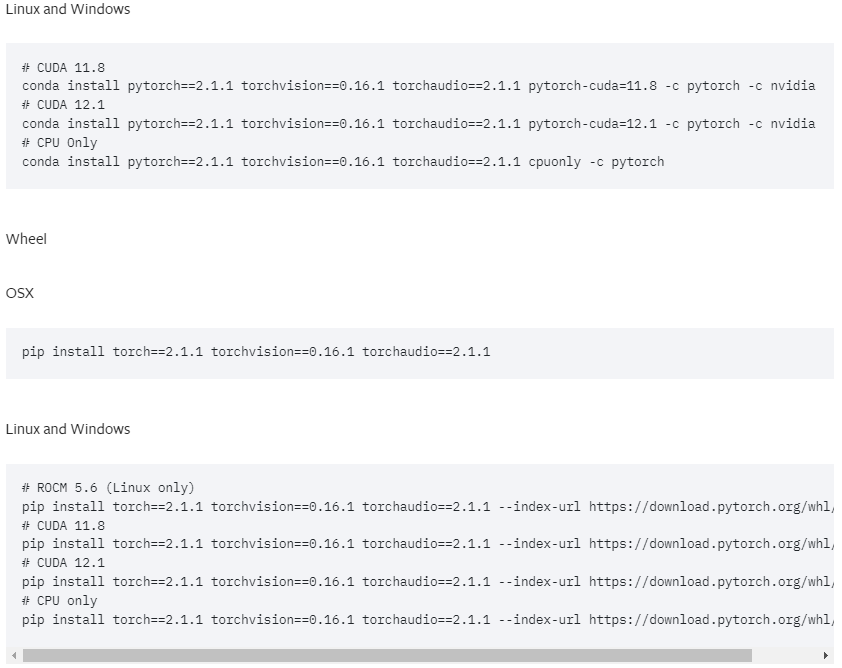 Linux and Windows
# CUDA 11.8
conda install pytorch==2.1.1 torchvision==0.16.1 torchaudio==2.1.1 pytorch-cuda=11.8 -c pytorch -c nvidia
# CUDA 12.1
conda install pytorch==2.1.1 torchvision==0.16.1 torchaudio==2.1.1 pytorch-cuda=12.1 -c pytorch -c nvidia
# CPU Only
conda install pytorch==2.1.1 torchvision==0.16.1 torchaudio==2.1.1 cpuonly -c pytorch
Wheel
OSX
pip install torch==2.1.1 torchvision==0.16.1 torchaudio==2.1.1
Linux and Windows
# ROCM 5.6 (Linux only)
pip install torch==2.1.1 torchvision==0.16.1 torchaudio==2.1.1 --index-url https://download.pytorch.org/whl/
# CUDA 11.8
pip install torch==2.1.1 torchvision==0.16.1 torchaudio==2.1.1 --index-url https://download.pytorch.org/whl/
# CUDA 12.1
pip install torch==2.1.1 torchvision==0.16.1 torchaudio==2.1.1 --index-url https://download.pytorch.org/whl/
# CPU only
pip install torch==2.1.1 torchvision==0.16.1 torchaudio==2.1.1 --index-url https://download.pytorch.org/whl/